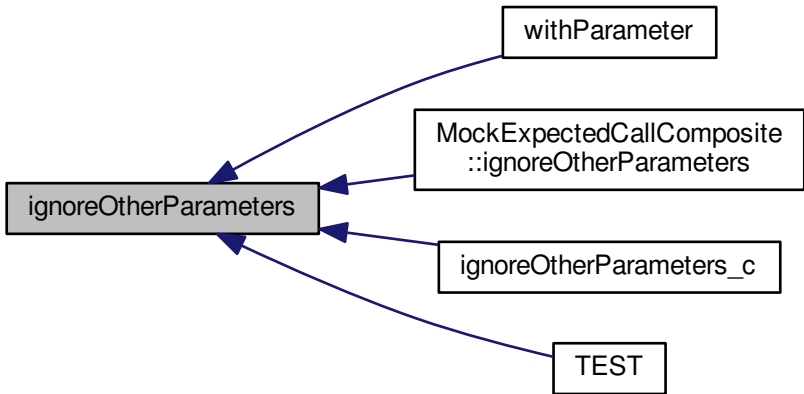 withParameter
MockExpectedCallComposite
::ignoreOtherParameters
ignoreOtherParameters
ignoreOtherParameters_c
TEST